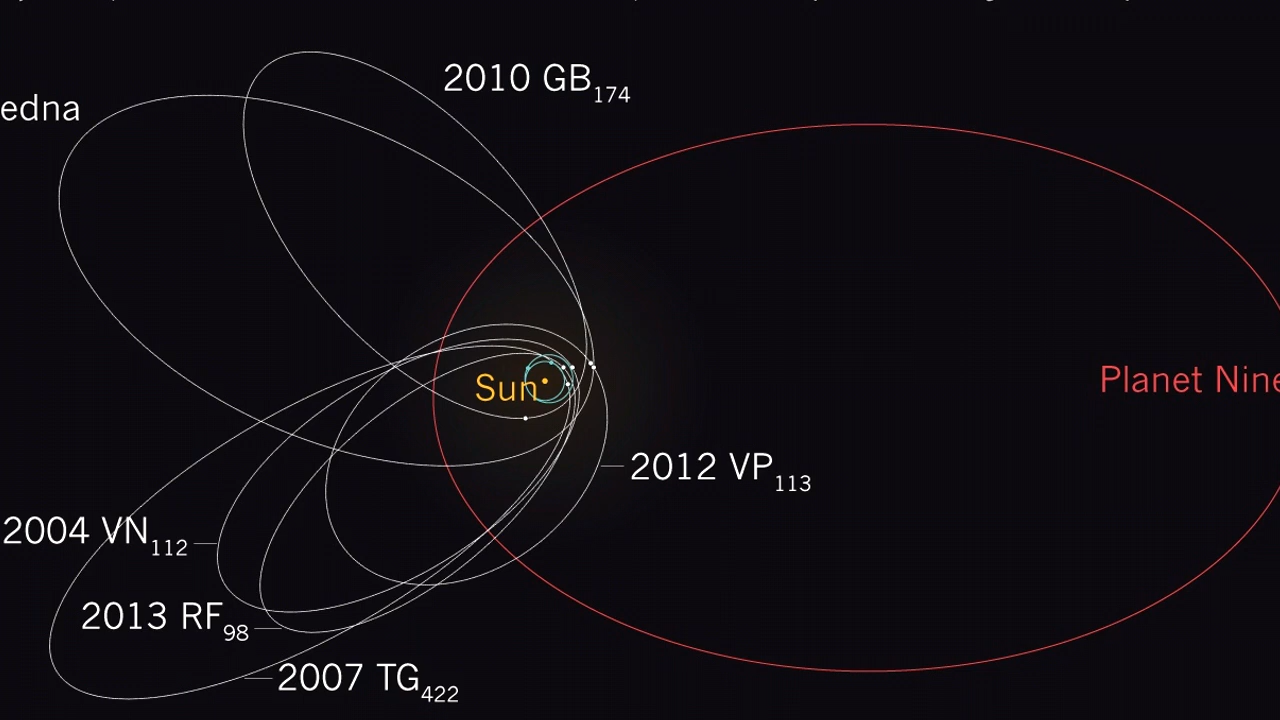 2010 GB174
edna
Sun
Planet Nine
2012 VP113
2004 VN112
2013 RF98
2007 TG422